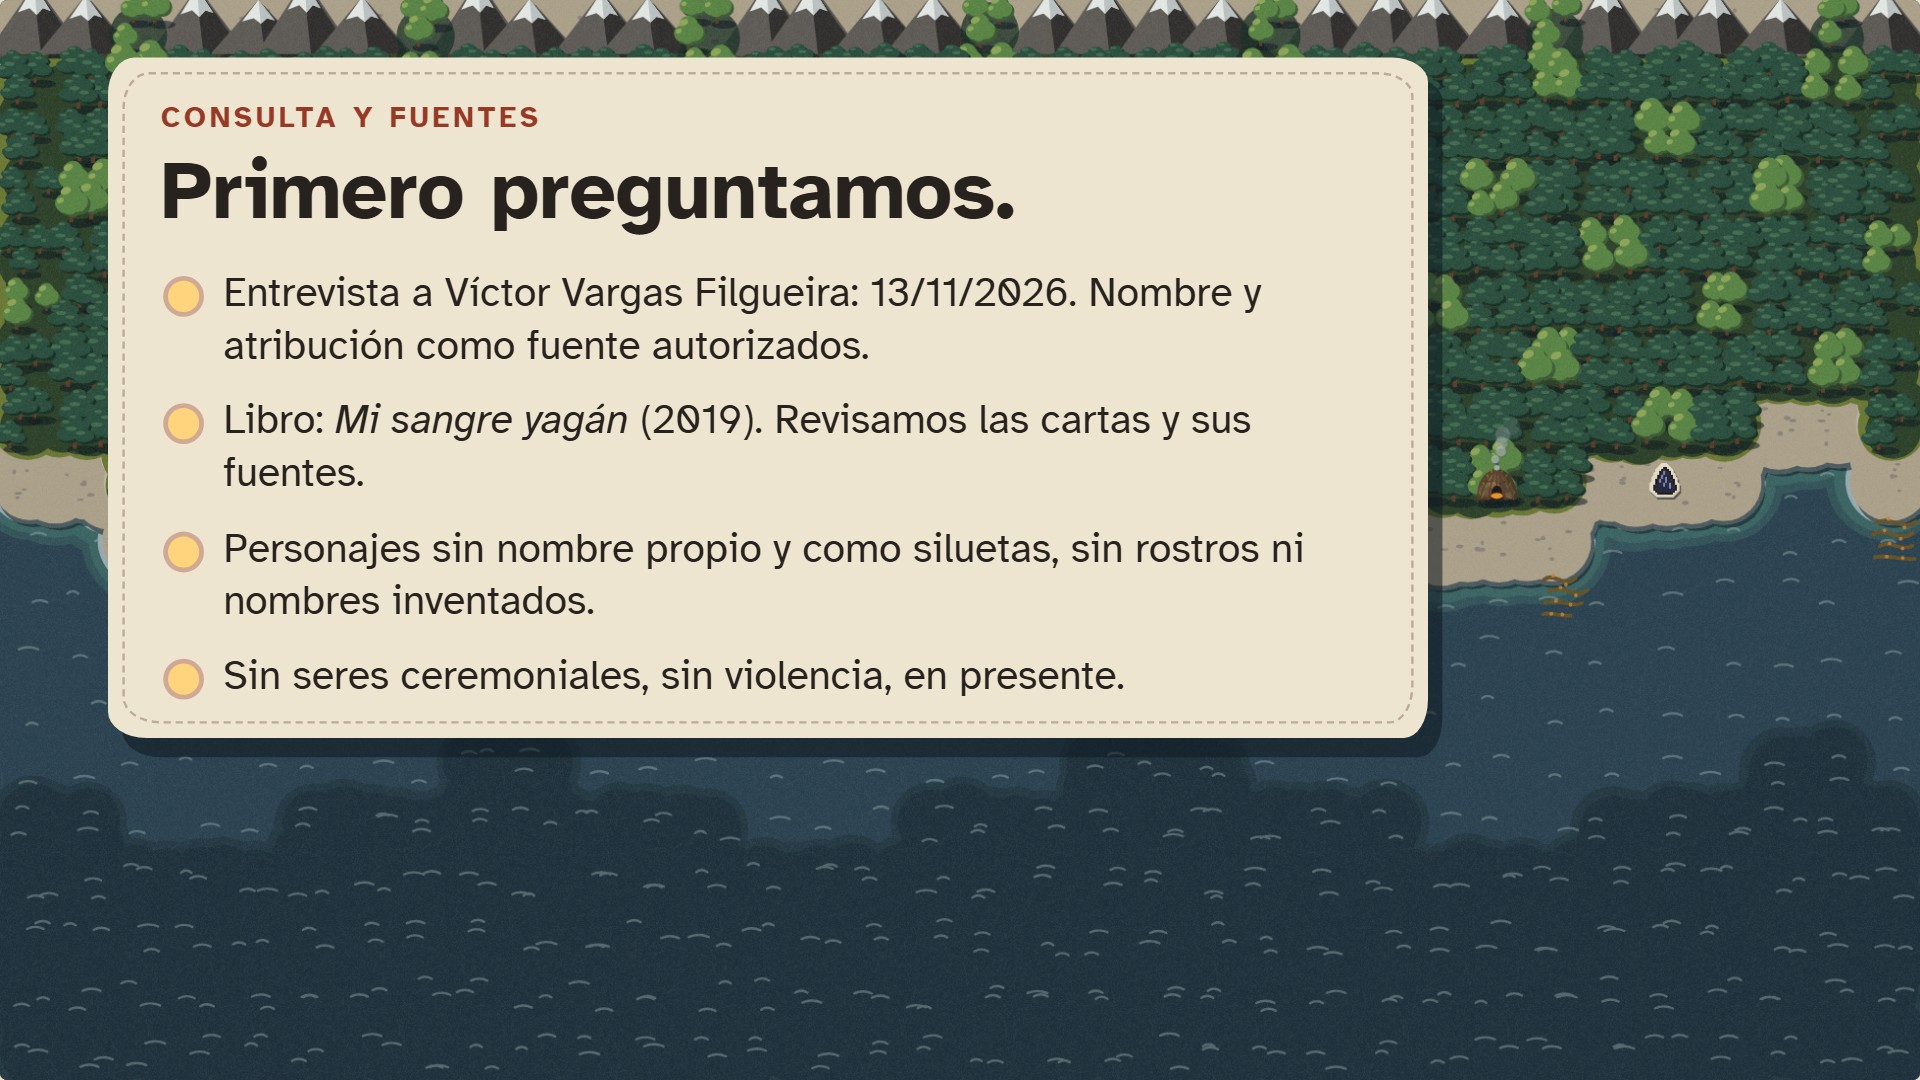 CONSULTA Y FUENTES
Primero preguntamos.
Entrevista a Víctor Vargas Filgueira: 13/11/2026. Nombre y
atribución como fuente autorizados.
Libro: Mi sangre yagán (2019). Revisamos las cartas y sus
fuentes.
Personajes sin nombre propio y como siluetas, sin rostros ni
nombres inventados.
Sin seres ceremoniales, sin violencia, en presente.